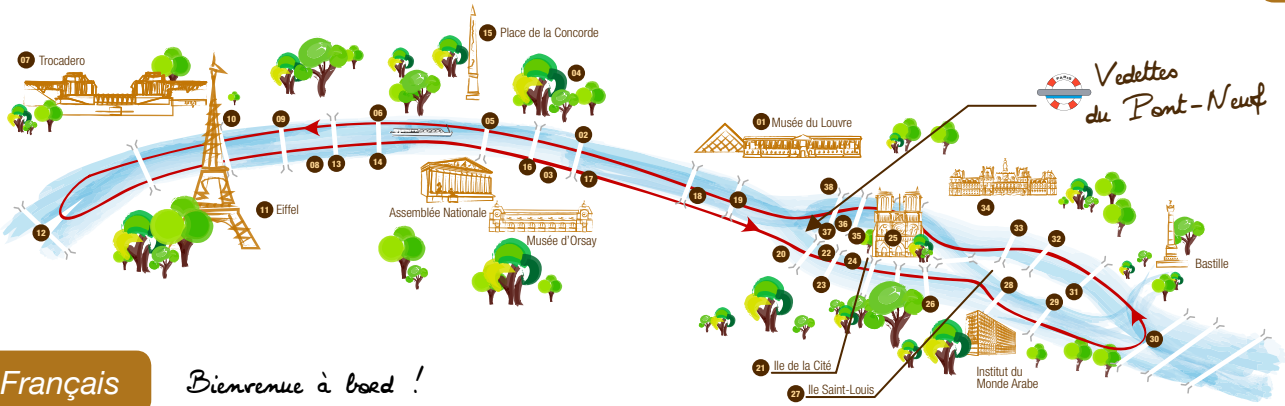 15 Place de la Concorde
07 Trocadero
04
PARIS
Vedettes
du Pont-Neuf
10
09
06
05
02
01 Musée du Louvre
08
13
14
16
03
17
Assemblée Nationale
Musée d'Orsay
11 Eiffel
12
18
19
38
37
36
35
25
34
20
22
24
23
26
33
32
Bastille
28
29
31
30
Institut du
Monde Arabe
21 Ile de la Cité
27 Ile Saint-Louis
Français
Bienvenue à bord !